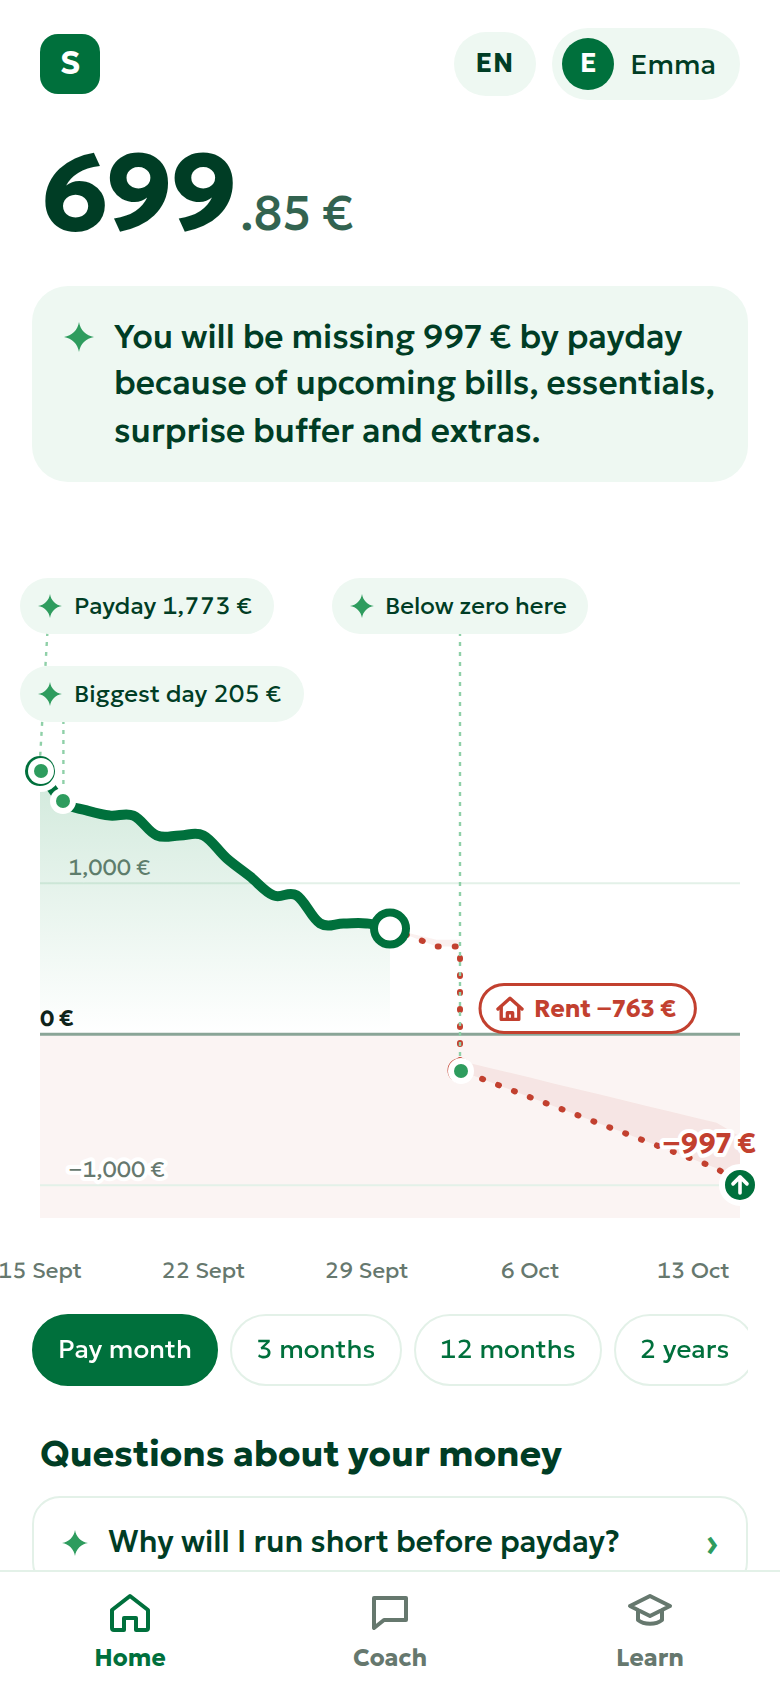 S
EN
E
Emma
699.85 €
You will be missing 997 € by payday
because of upcoming bills, essentials,
surprise buffer and extras.
Payday 1,773 €
Below zero here
Biggest day 205 €
1,000 €
0 €
Rent −763 €
−997 €
−1,000 €
15 Sept
22 Sept
29 Sept
6 Oct
13 Oct
Pay month
3 months
12 months
2 years
Questions about your money
Why will I run short before payday?
Home
Coach
Learn